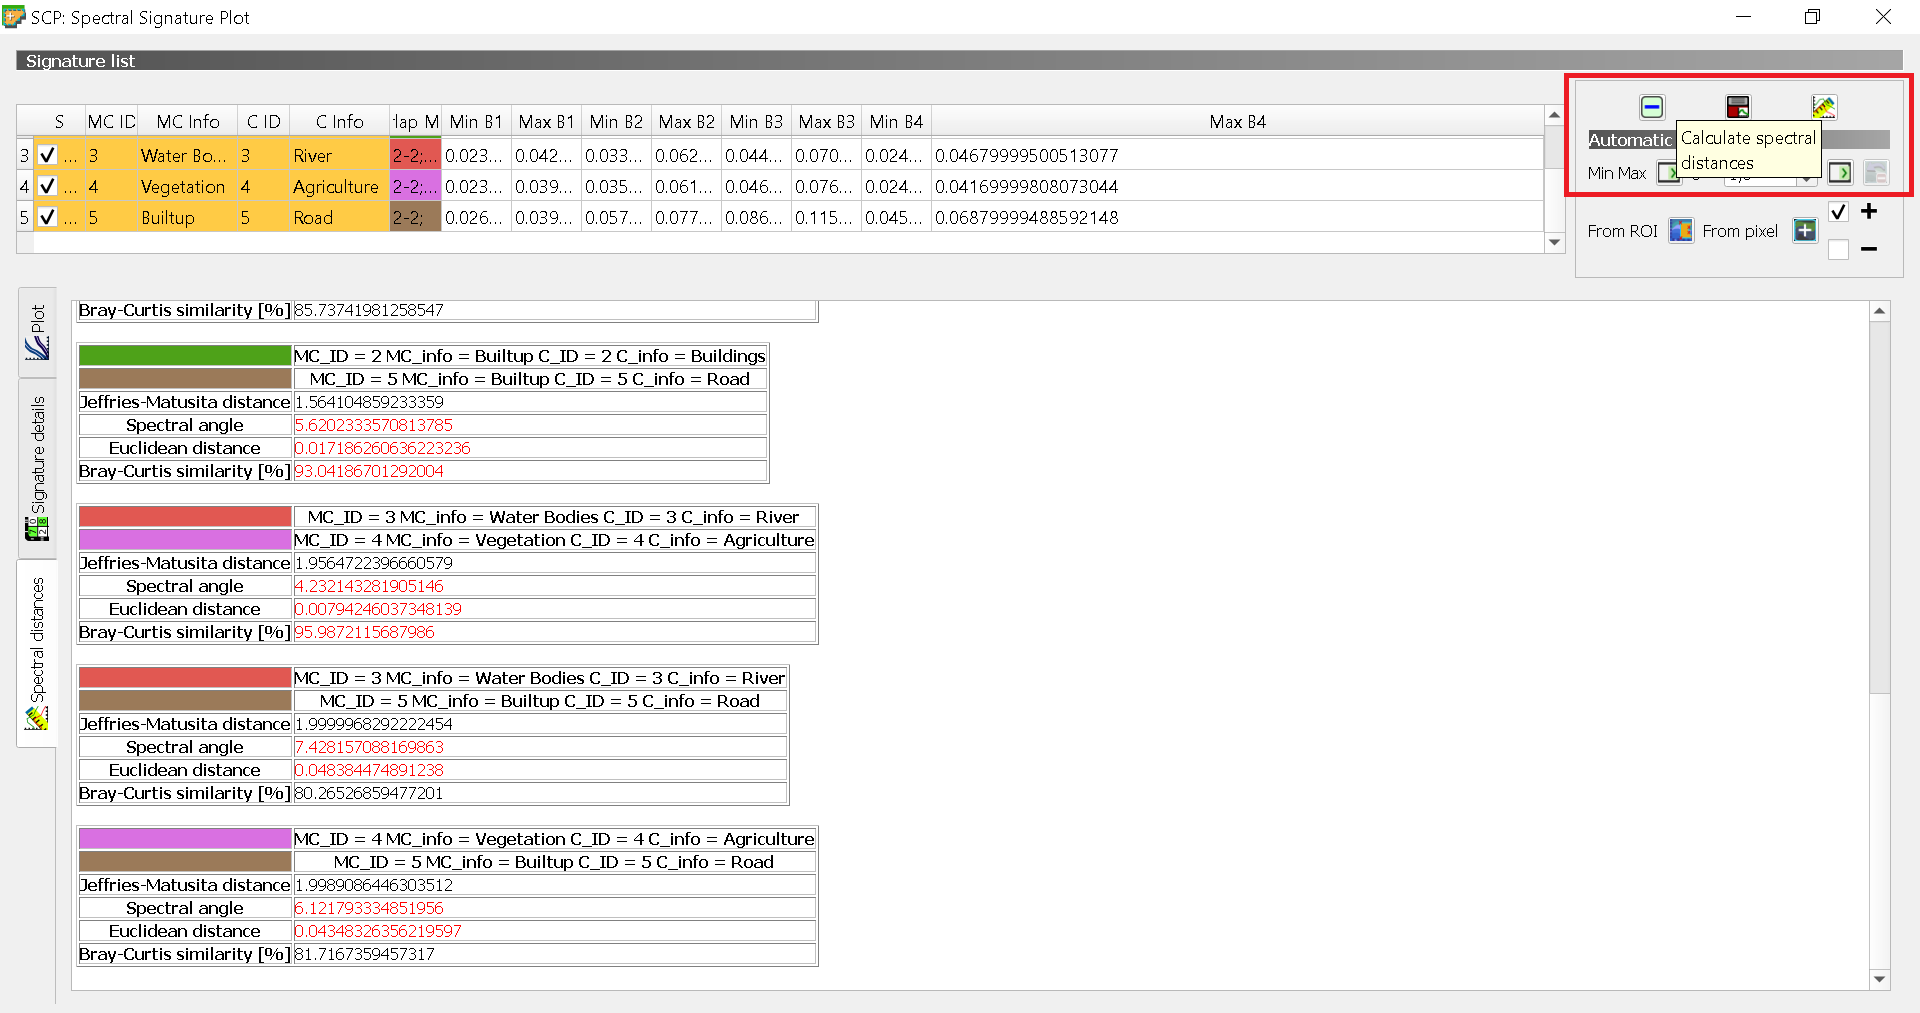 SCP: Spectral Signature Plot
Signature list
S MC ID MC Info C ID C Info lap M Min B1 Max B1 Min B2 Max B2 Min B3 Max B3 Min B4 Max B4
3 ... 3 Water Bo... 3 River 2-2;... 0.023... 0.042... 0.033... 0.062... 0.044... 0.070... 0.024... 0.04679999500513077
4 ... 4 Vegetation 4 Agriculture 2-2;... 0.023... 0.039... 0.035... 0.061... 0.046... 0.076... 0.024... 0.04169999808073044
5 ... 5 Builtup 5 Road 2-2; 0.026... 0.039... 0.057... 0.077... 0.086... 0.115... 0.045... 0.06879999488592148
Automatic
Calculate spectral
distances
Min Max
From ROI From pixel
Plot
Signature details
Spectral distances
Bray-Curtis similarity [%] 85.73741981258547
MC_ID = 2 MC_info = Builtup C_ID = 2 C_info = Buildings
MC_ID = 5 MC_info = Builtup C_ID = 5 C_info = Road
Jeffries-Matusita distance 1.564104859233359
Spectral angle 5.6202333570813785
Euclidean distance 0.017186260636223236
Bray-Curtis similarity [%] 93.04186701292004
MC_ID = 3 MC_info = Water Bodies C_ID = 3 C_info = River
MC_ID = 4 MC_info = Vegetation C_ID = 4 C_info = Agriculture
Jeffries-Matusita distance 1.9564722396660579
Spectral angle 4.232143281905146
Euclidean distance 0.00794246037348139
Bray-Curtis similarity [%] 95.9872115687986
MC_ID = 3 MC_info = Water Bodies C_ID = 3 C_info = River
MC_ID = 5 MC_info = Builtup C_ID = 5 C_info = Road
Jeffries-Matusita distance 1.9999968292222454
Spectral angle 7.428157088169863
Euclidean distance 0.048384474891238
Bray-Curtis similarity [%] 80.26526859477201
MC_ID = 4 MC_info = Vegetation C_ID = 4 C_info = Agriculture
MC_ID = 5 MC_info = Builtup C_ID = 5 C_info = Road
Jeffries-Matusita distance 1.9989086446303512
Spectral angle 6.121793334851956
Euclidean distance 0.04348326356219597
Bray-Curtis similarity [%] 81.7167359457317